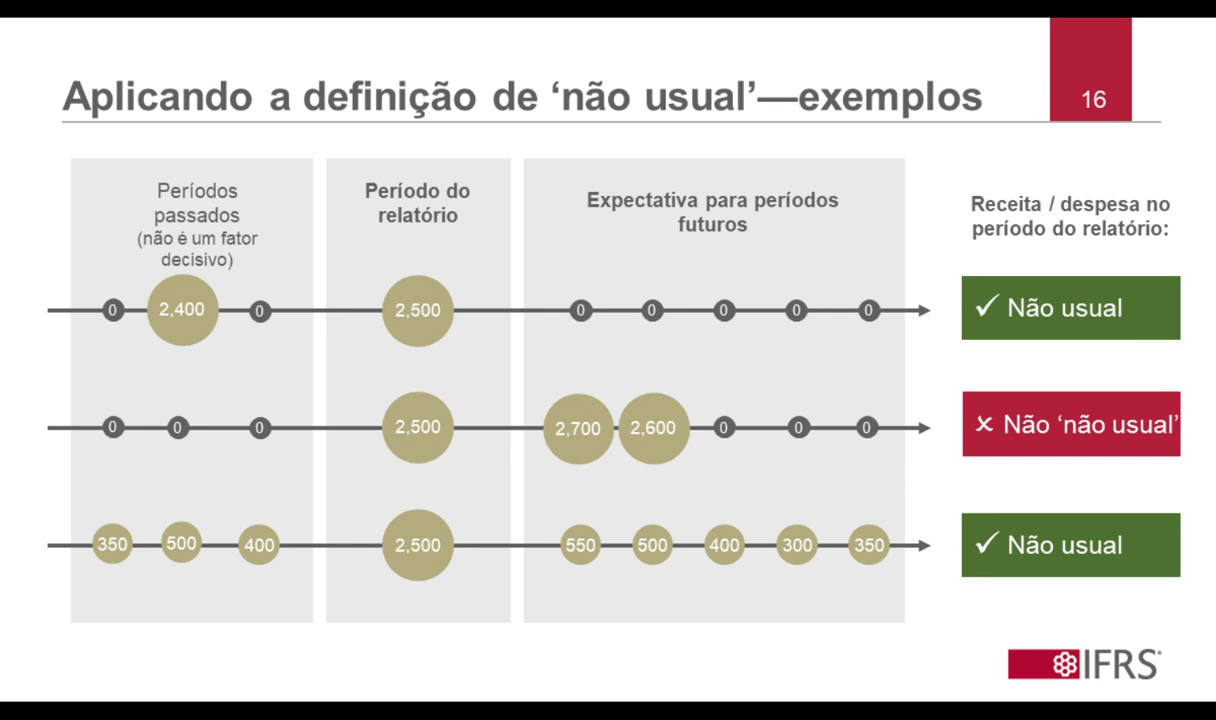 Aplicando a definição de ‘não usual’—exemplos
16
Períodos
passados
(não é um fator
decisivo)
Período do
relatório
Expectativa para períodos
futuros
Receita / despesa no
período do relatório:
0 2,400 0 2,500 0 0 0 0 0 ✓ Não usual
0 0 0 2,500 2,700 2,600 0 0 0 × Não ‘não usual’
350 500 400 2,500 550 500 400 300 350 ✓ Não usual
IFRS